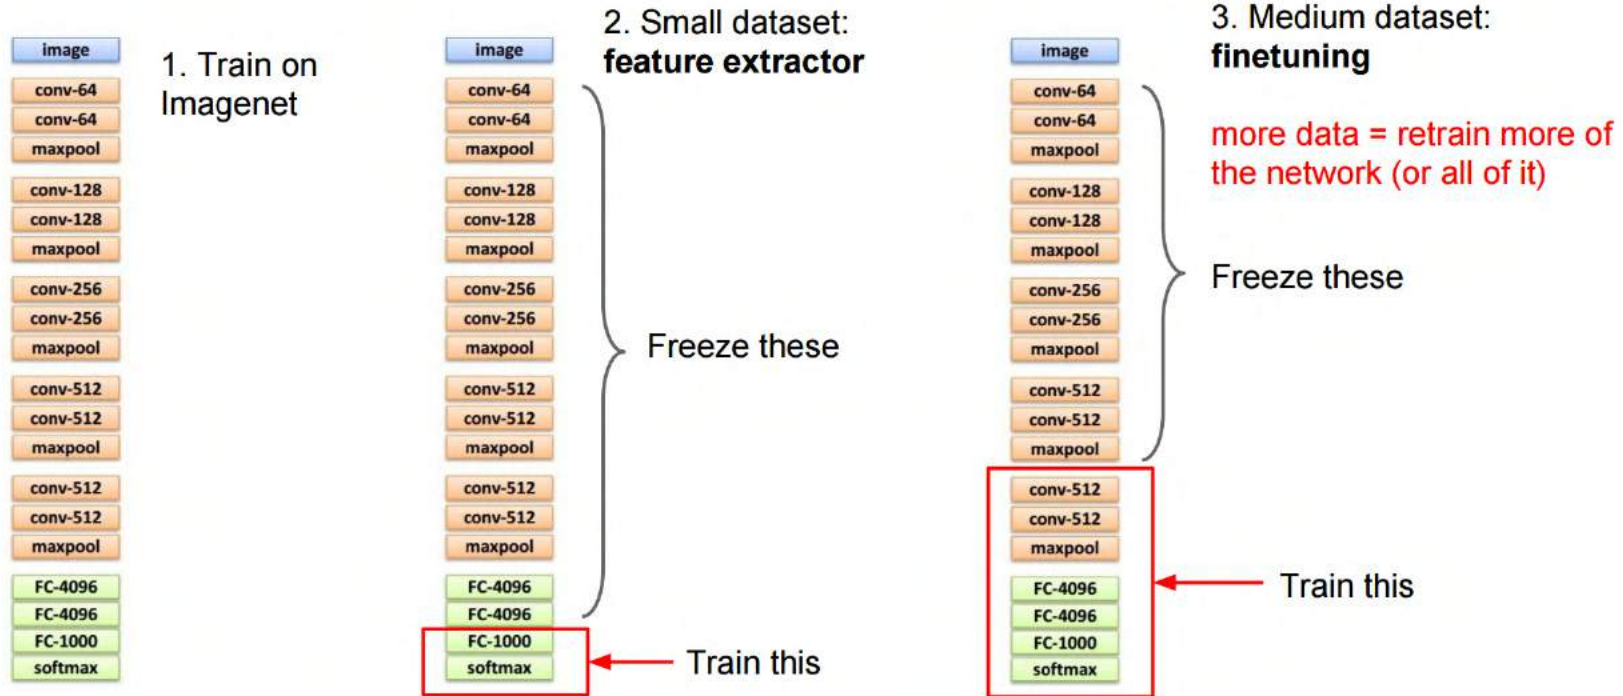 1. Train on
Imagenet
image
conv-64
conv-64
maxpool
conv-128
conv-128
maxpool
conv-256
conv-256
maxpool
conv-512
conv-512
maxpool
conv-512
conv-512
maxpool
FC-4096
FC-4096
FC-1000
softmax
2. Small dataset:
feature extractor
image
conv-64
conv-64
maxpool
conv-128
conv-128
maxpool
conv-256
conv-256
maxpool
conv-512
conv-512
maxpool
conv-512
conv-512
maxpool
FC-4096
FC-4096
FC-1000
softmax
Freeze these
Train this
3. Medium dataset:
finetuning
more data = retrain more of
the network (or all of it)
image
conv-64
conv-64
maxpool
conv-128
conv-128
maxpool
conv-256
conv-256
maxpool
conv-512
conv-512
maxpool
conv-512
conv-512
maxpool
FC-4096
FC-4096
FC-1000
softmax
Freeze these
Train this